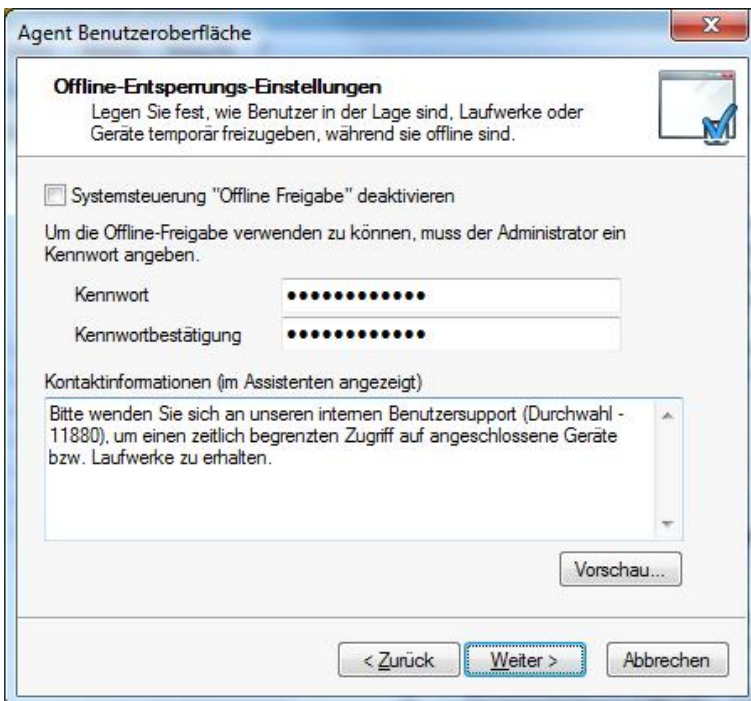 Agent Benutzeroberfläche
Offline-Entsperrungs-Einstellungen
Legen Sie fest, wie Benutzer in der Lage sind, Laufwerke oder
Geräte temporär freizugeben, während sie offline sind.
Systemsteuerung "Offline Freigabe" deaktivieren
Um die Offline-Freigabe verwenden zu können, muss der Administrator ein
Kennwort angeben.
Kennwort ●●●●●●●●●●●●
Kennwortbestätigung ●●●●●●●●●●●●
Kontaktinformationen (im Assistenten angezeigt)
Bitte wenden Sie sich an unseren internen Benutzersupport (Durchwahl -
11880), um einen zeitlich begrenzten Zugriff auf angeschlossene Geräte
bzw. Laufwerke zu erhalten.
Vorschau...
< Zurück Weiter > Abbrechen